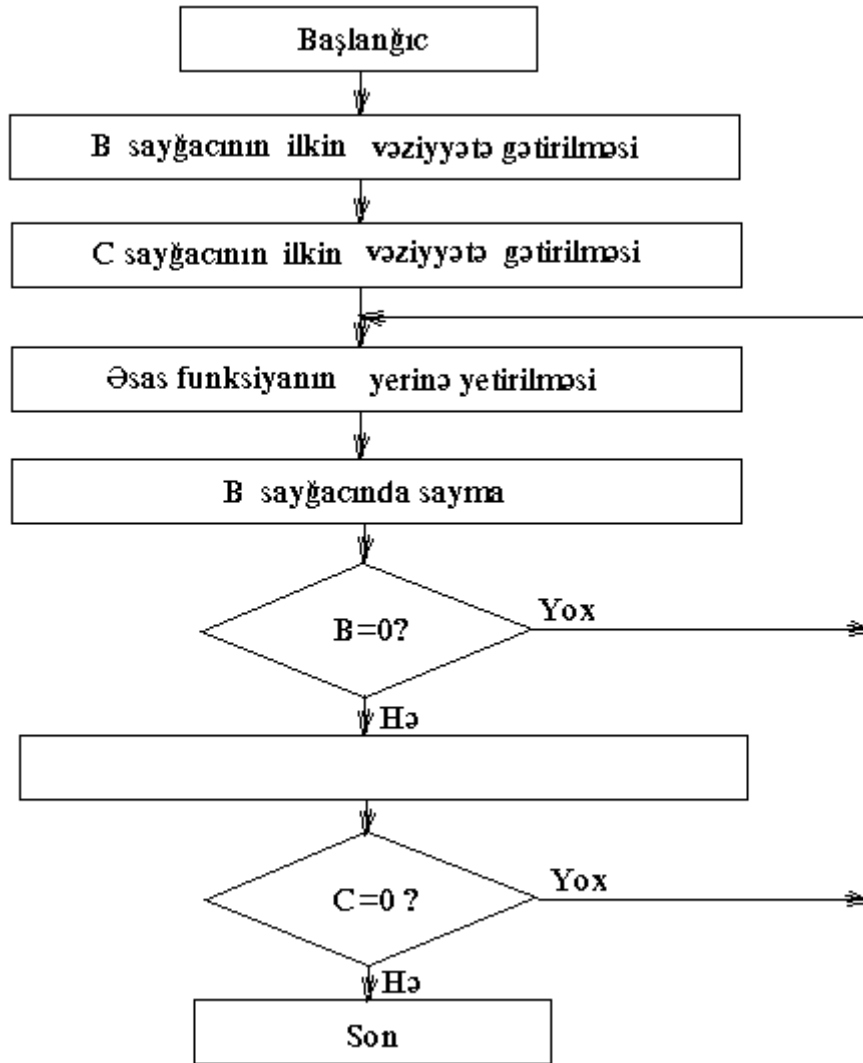 Başlanğıc
B sayğacının ilkin vəziyyətə gətirilməsi
C sayğacının ilkin vəziyyətə gətirilməsi
Əsas funksiyanın yerinə yetirilməsi
B sayğacında sayma
B=0?
Yox
Hə
C=0 ?
Yox
Hə
Son